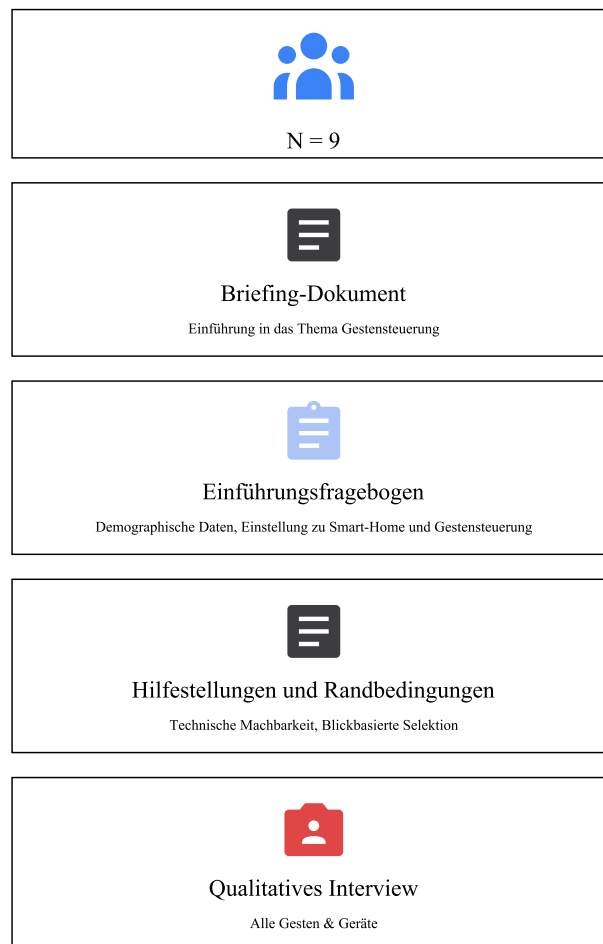 N = 9
Briefing-Dokument
Einführung in das Thema Gestensteuerung
Einführungsfragebogen
Demographische Daten, Einstellung zu Smart-Home und Gestensteuerung
Hilfestellungen und Randbedingungen
Technische Machbarkeit, Blickbasierte Selektion
Qualitatives Interview
Alle Gesten & Geräte